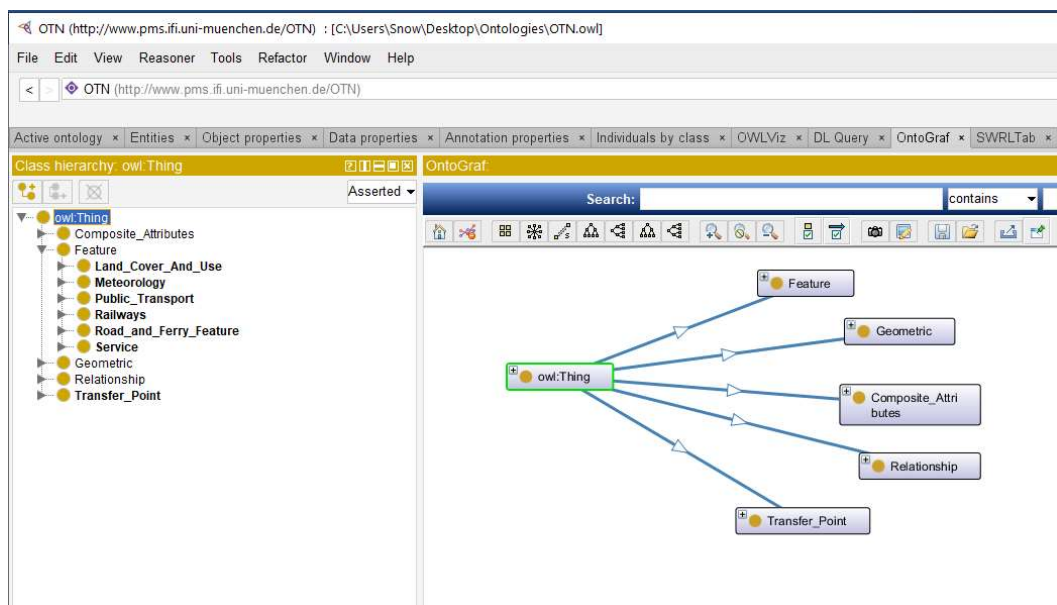 OTN (http://www.pms.ifi.uni-muenchen.de/OTN) : [C:\Users\Snow\Desktop\Ontologies\OTN.owl]
File Edit View Reasoner Tools Refactor Window Help
< > OTN (http://www.pms.ifi.uni-muenchen.de/OTN)
Active ontology × Entities × Object properties × Data properties × Annotation properties × Individuals by class × OWLViz × DL Query × OntoGraf × SWRLTab ×
Class hierarchy: owl:Thing
OntoGraf:
Asserted
Search: contains
owl:Thing
Composite_Attributes
Feature
Land_Cover_And_Use
Meteorology
Public_Transport
Railways
Road_and_Ferry_Feature
Service
Geometric
Relationship
Transfer_Point
Feature
Geometric
owl:Thing
Composite_Attri
butes
Relationship
Transfer_Point